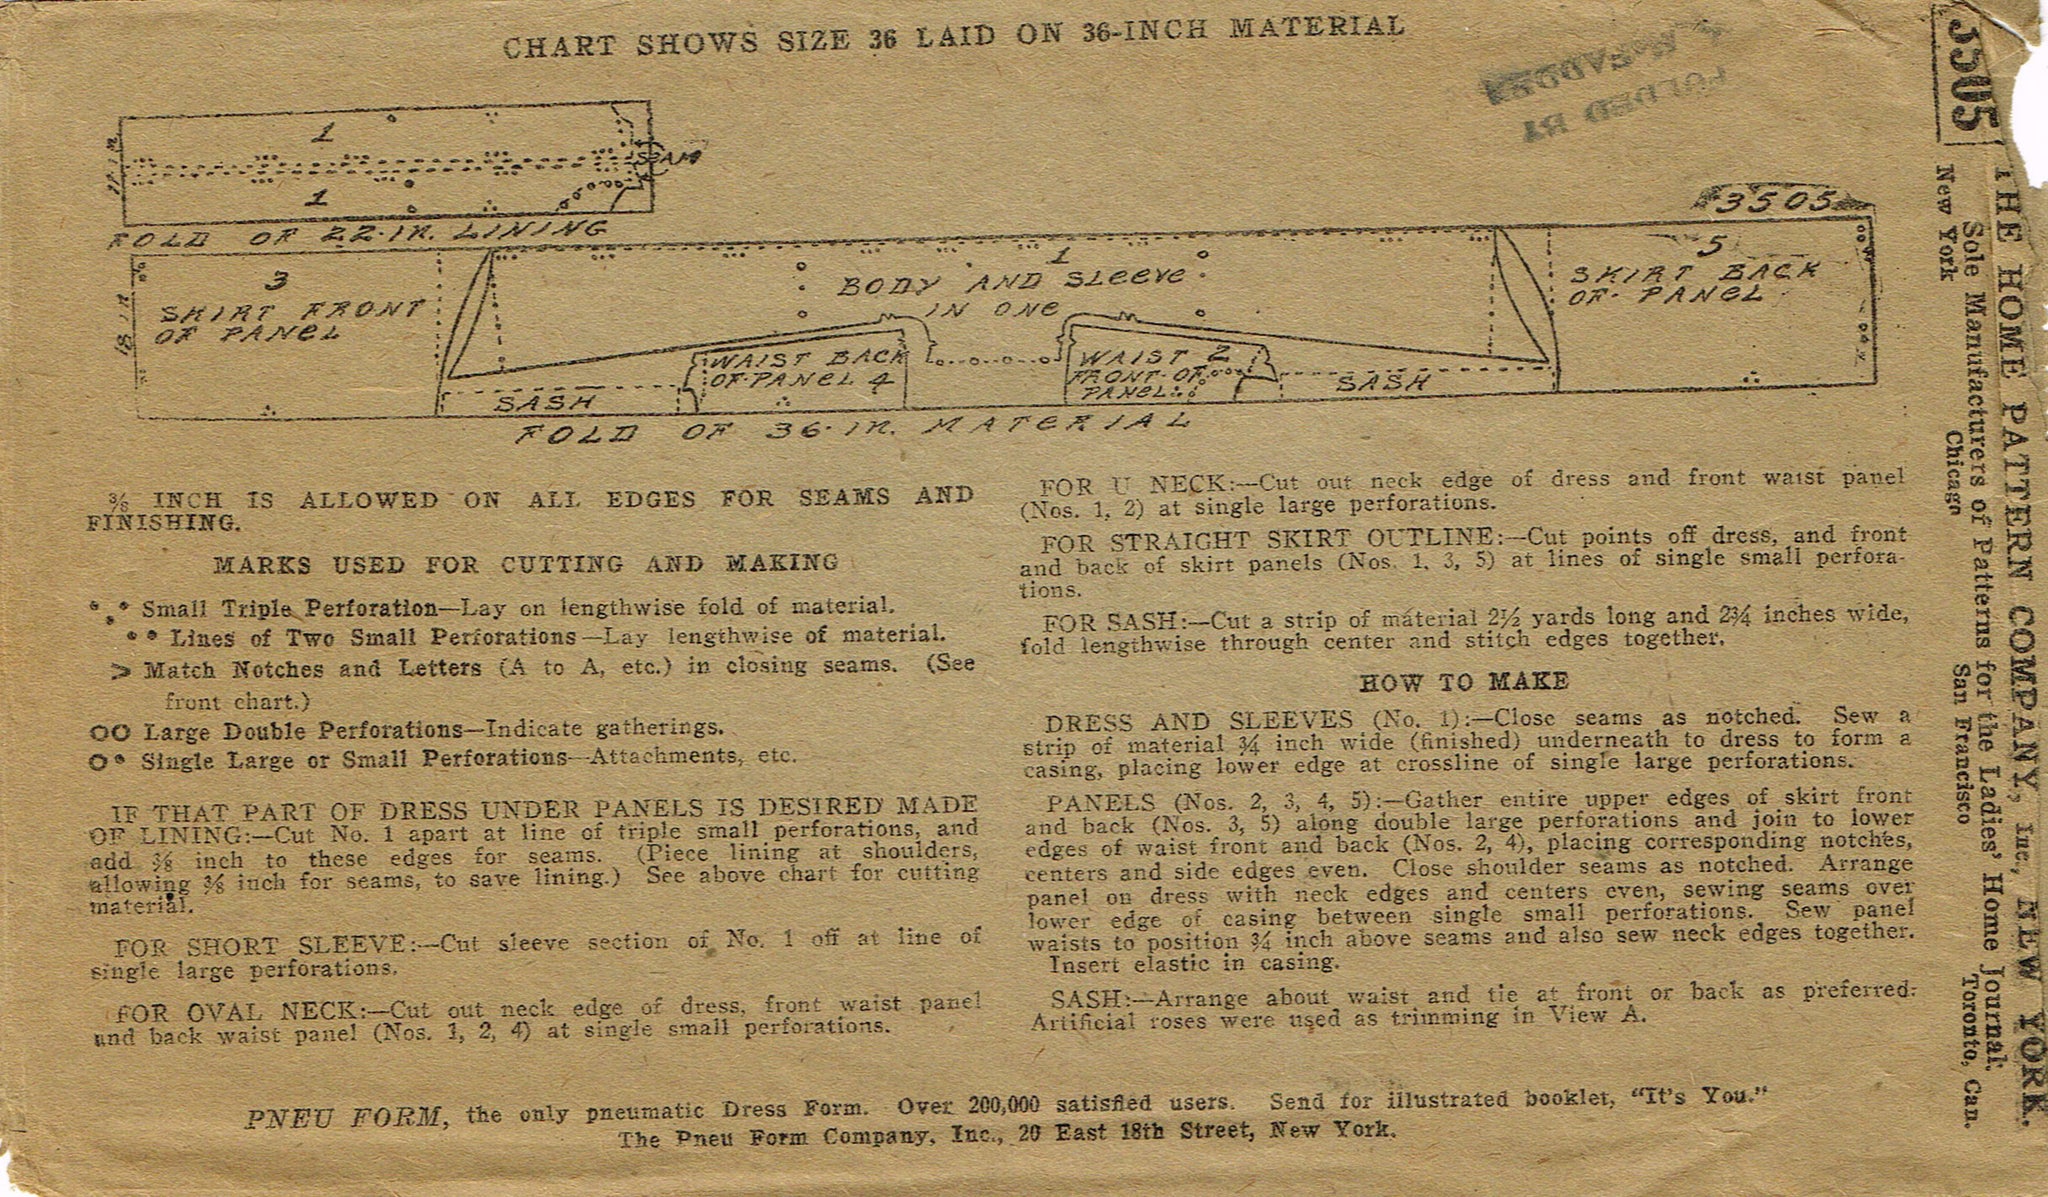 CHART SHOWS SIZE 36 LAID ON 36-INCH MATERIAL
FOLDED BY
1
1
SEAM
11 in
FOLD OF 22-in. LINING
3505
3
SKIRT FRONT
OF PANEL
18 in
1
BODY AND SLEEVE
IN ONE
5
SKIRT BACK
OF PANEL
WAIST BACK
OF PANEL 4
WAIST 2
FRONT OF
PANEL
SASH
SASH
FOLD OF 36-in. MATERIAL
⅜ INCH IS ALLOWED ON ALL EDGES FOR SEAMS AND
FINISHING.
MARKS USED FOR CUTTING AND MAKING
Small Triple Perforation—Lay on lengthwise fold of material.
Lines of Two Small Perforations—Lay lengthwise of material.
> Match Notches and Letters (A to A, etc.) in closing seams. (See
front chart.)
Large Double Perforations—Indicate gatherings.
Single Large or Small Perforations—Attachments, etc.
IF THAT PART OF DRESS UNDER PANELS IS DESIRED MADE
OF LINING:—Cut No. 1 apart at line of triple small perforations, and
add ⅜ inch to these edges for seams. (Piece lining at shoulders,
allowing ⅜ inch for seams, to save lining.) See above chart for cutting
material.
FOR SHORT SLEEVE:—Cut sleeve section of No. 1 off at line of
single large perforations.
FOR OVAL NECK:—Cut out neck edge of dress, front waist panel
and back waist panel (Nos. 1, 2, 4) at single small perforations.
FOR U NECK:—Cut out neck edge of dress and front waist panel
(Nos. 1, 2) at single large perforations.
FOR STRAIGHT SKIRT OUTLINE:—Cut points off dress, and front
and back of skirt panels (Nos. 1, 3, 5) at lines of single small perfora-
tions.
FOR SASH:—Cut a strip of material 2½ yards long and 2¾ inches wide,
fold lengthwise through center and stitch edges together.
HOW TO MAKE
DRESS AND SLEEVES (No. 1):—Close seams as notched. Sew a
strip of material ¾ inch wide (finished) underneath to dress to form a
casing, placing lower edge at crossline of single large perforations.
PANELS (Nos. 2, 3, 4, 5):—Gather entire upper edges of skirt front
and back (Nos. 3, 5) along double large perforations and join to lower
edges of waist front and back (Nos. 2, 4), placing corresponding notches,
centers and side edges even. Close shoulder seams as notched. Arrange
panel on dress with neck edges and centers even, sewing seams over
lower edge of casing between single small perforations. Sew panel
waists to position ¾ inch above seams and also sew neck edges together.
Insert elastic in casing.
SASH:—Arrange about waist and tie at front or back as preferred.
Artificial roses were used as trimming in View A.
PNEU FORM, the only pneumatic Dress Form. Over 200,000 satisfied users. Send for illustrated booklet, "It's You."
The Pneu Form Company, Inc., 20 East 18th Street, New York.
3505
THE HOME PATTERN COMPANY, Inc., NEW YORK.
Sole Manufacturers of Patterns for the Ladies' Home Journal.
New York Chicago San Francisco Toronto, Can.